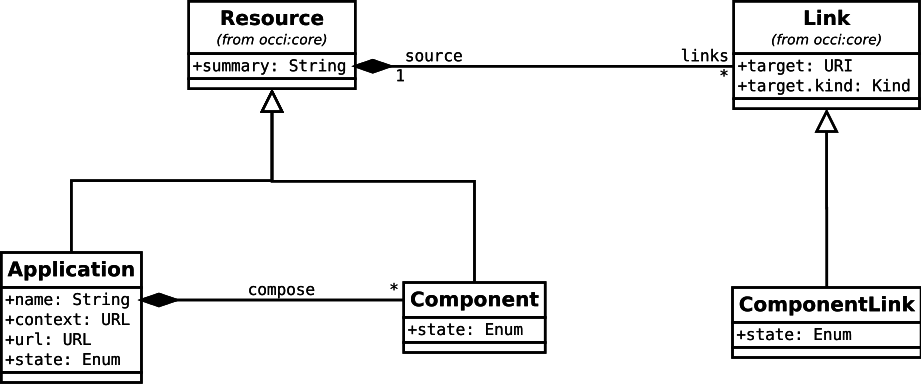 Resource
(from occi:core)
+summary: String
source
1
links
*
Link
(from occi:core)
+target: URI
+target.kind: Kind
Application
+name: String
+context: URL
+url: URL
+state: Enum
compose
*
Component
+state: Enum
ComponentLink
+state: Enum